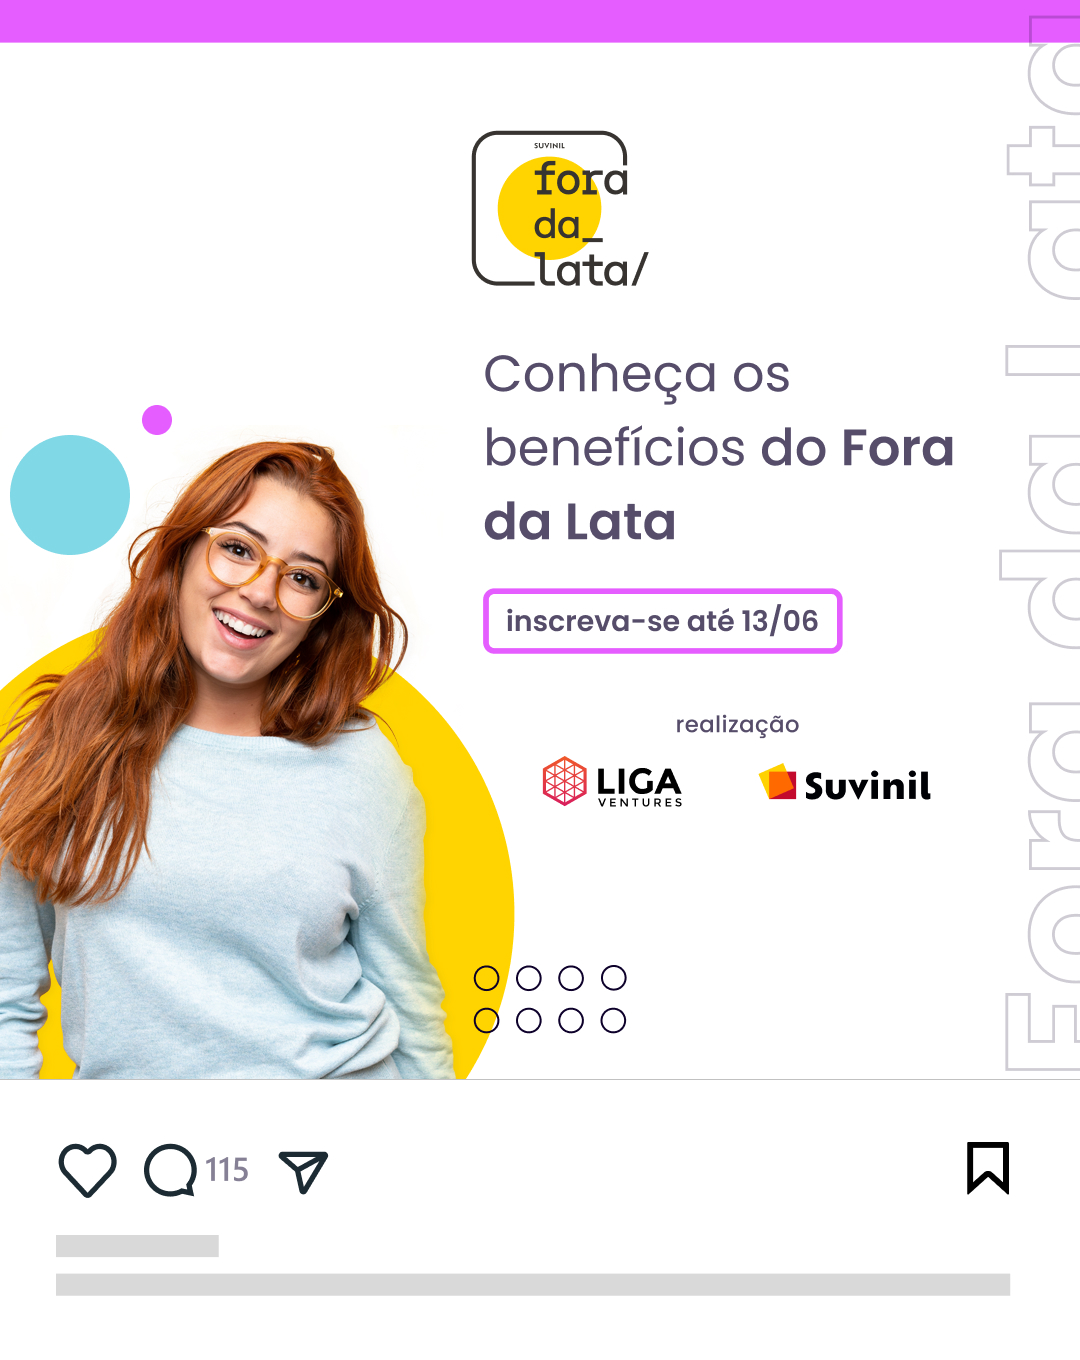 SUVINIL
fora
da_
lata/
Conheça os
benefícios do Fora
da Lata
inscreva-se até 13/06
realização
LIGA
VENTURES
Suvinil
Fora da Lata
115